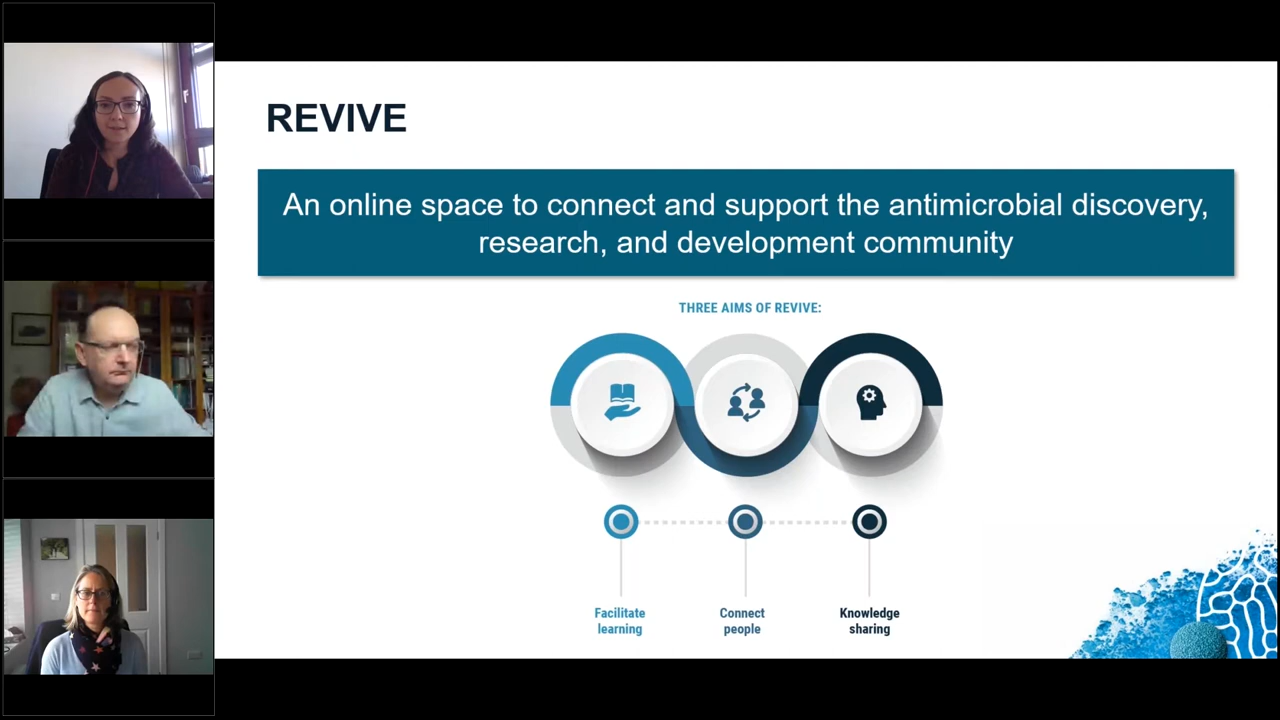 REVIVE
An online space to connect and support the antimicrobial discovery,
research, and development community
THREE AIMS OF REVIVE:
Facilitate
learning
Connect
people
Knowledge
sharing